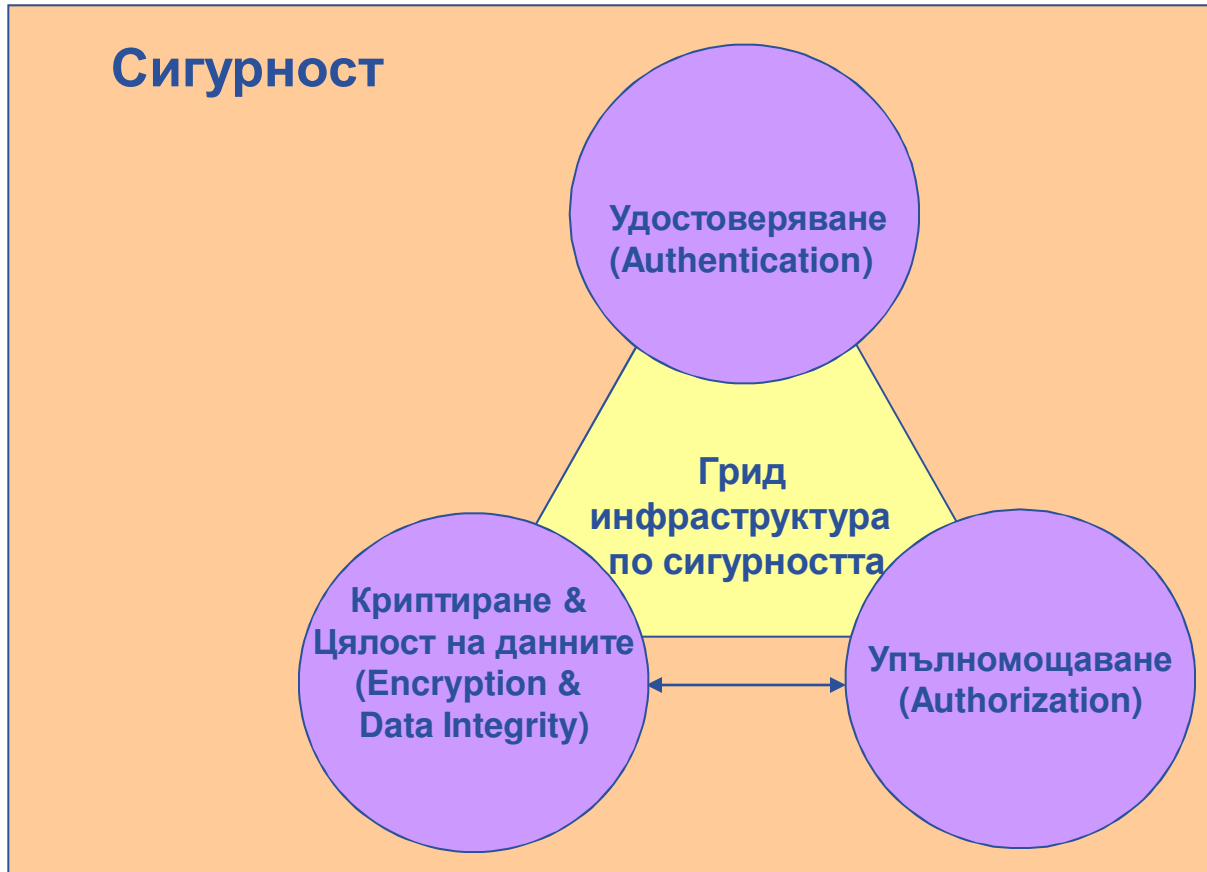 Сигурност
Удостоверяване
(Authentication)
Грид
инфраструктура
по сигурността
Криптиране &
Цялост на данните
(Encryption &
Data Integrity)
Упълномощаване
(Authorization)